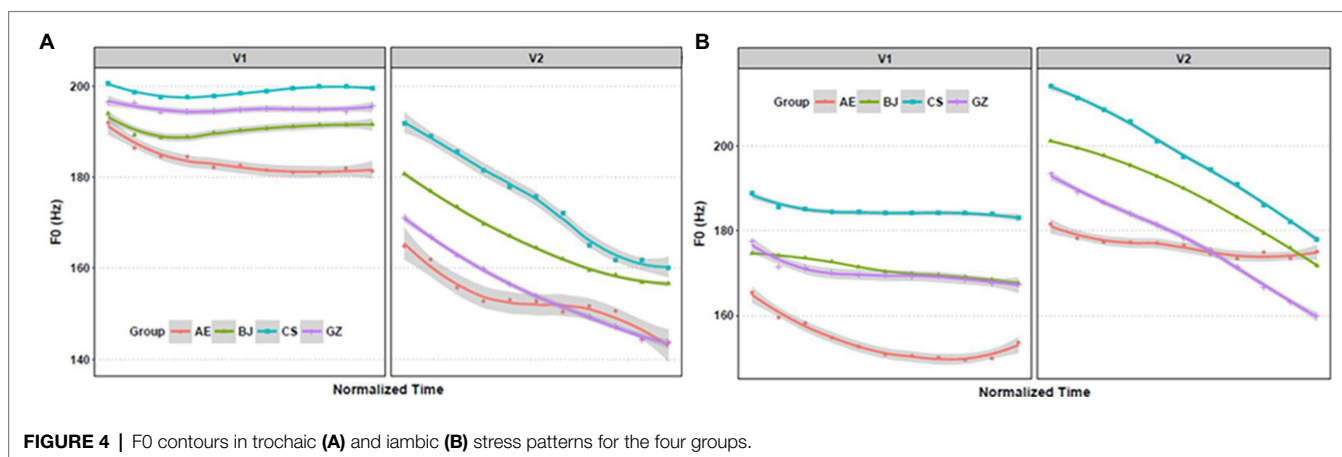 A
B
V1
V2
V1
V2
F0 (Hz)
200
180
160
140
Group AE BJ CS GZ
Normalized Time
F0 (Hz)
200
180
160
Group AE BJ CS GZ
Normalized Time
FIGURE 4 | F0 contours in trochaic (A) and iambic (B) stress patterns for the four groups.